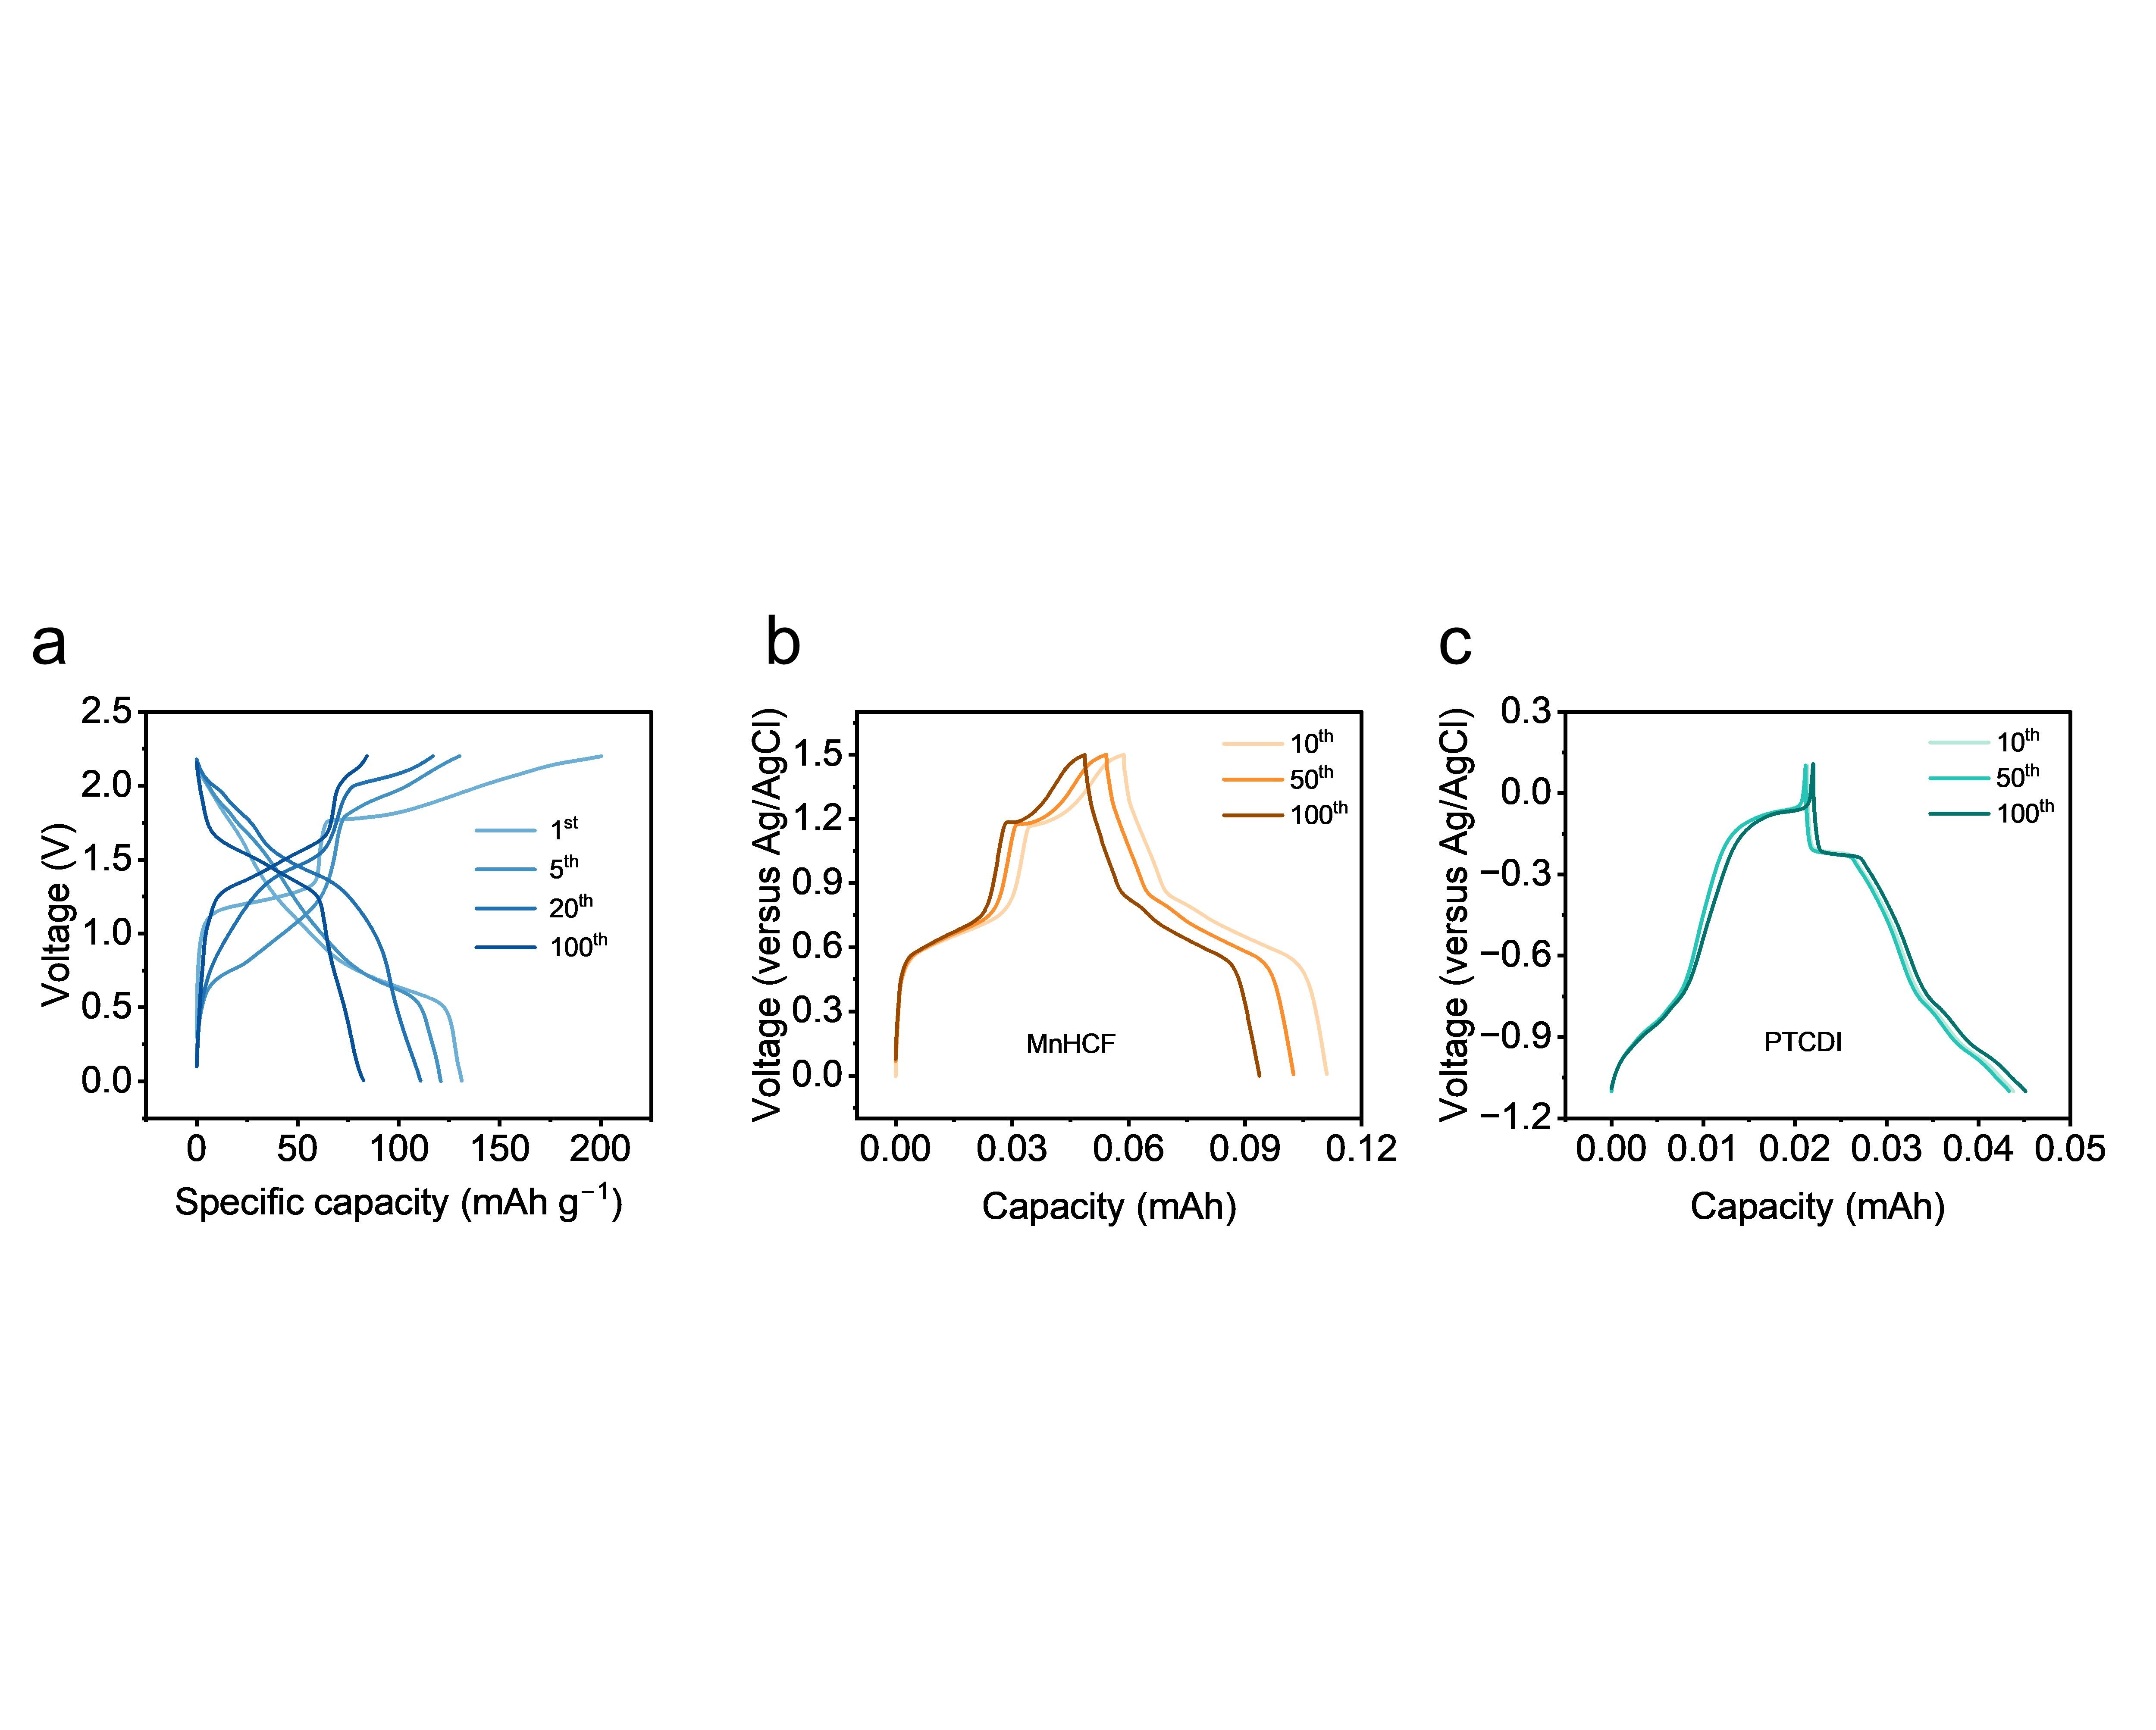 a
2.5
2.0
1.5
1.0
0.5
0.0
Voltage (V)
1st
5th
20th
100th
0 50 100 150 200
Specific capacity (mAh g−1)
b
1.5
1.2
0.9
0.6
0.3
0.0
Voltage (versus Ag/AgCl)
10th
50th
100th
MnHCF
0.00 0.03 0.06 0.09 0.12
Capacity (mAh)
c
0.3
0.0
−0.3
−0.6
−0.9
−1.2
Voltage (versus Ag/AgCl)
10th
50th
100th
PTCDI
0.00 0.01 0.02 0.03 0.04 0.05
Capacity (mAh)